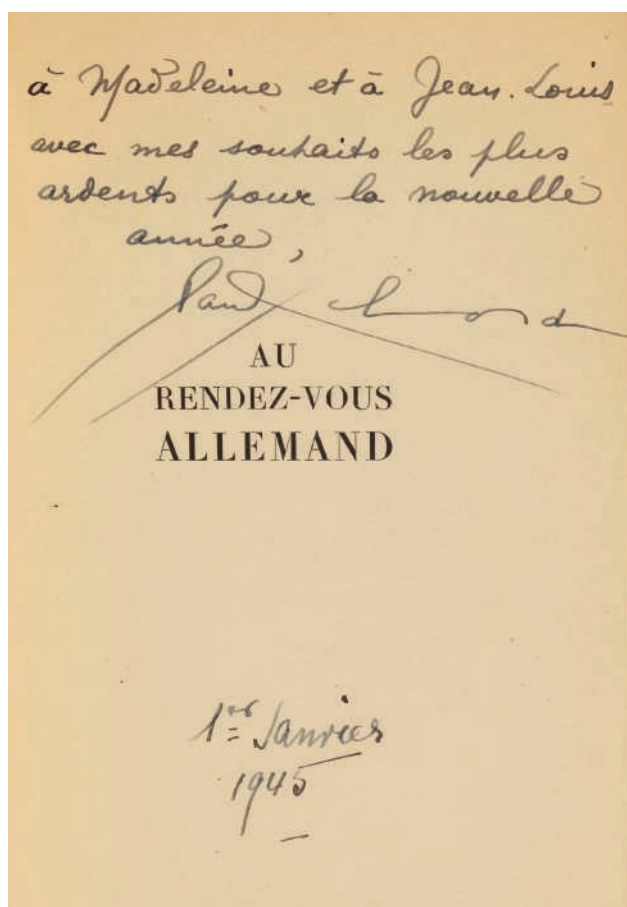 à Madeleine et à Jean. Louis
avec mes souhaits les plus
ardents pour la nouvelle
année,
Paul Eluard
AU
RENDEZ-VOUS
ALLEMAND
1er Janvier
1945